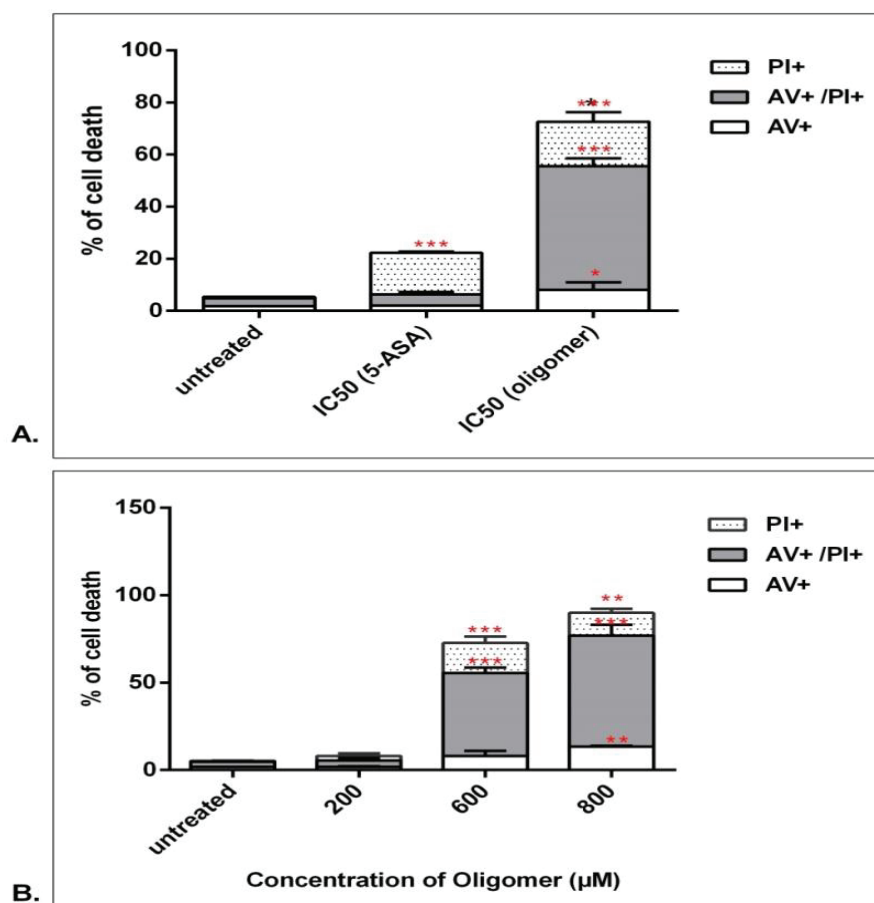 100
80
60
40
20
0
% of cell death
PI+
AV+ /PI+
AV+
***
***
***
*
*
untreated
IC50 (5-ASA)
IC50 (oligomer)
A.
150
100
50
0
% of cell death
PI+
AV+ /PI+
AV+
***
***
**
***
**
untreated
200
600
800
Concentration of Oligomer (µM)
B.